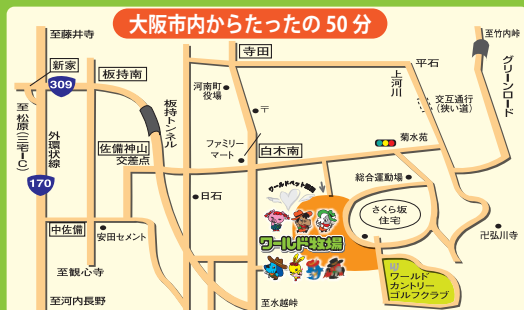 大阪市内からたったの50分
至藤井寺
寺田
至竹内峠
新家
板持南
平石
グリーンロード
309
河南町
役場
上河川
交互通行
(狭い道)
至松原(三宅IC)
外環状線
板持トンネル
〒
菊水苑
佐備神山
交差点
ファミリー
マート
白木南
170
総合運動場
日石
ワールドペット霊園
さくら坂
住宅
中佐備
安田セメント
ワールド牧場
卍弘川寺
至観心寺
ワールド
カントリー
ゴルフクラブ
至河内長野
至水越峠